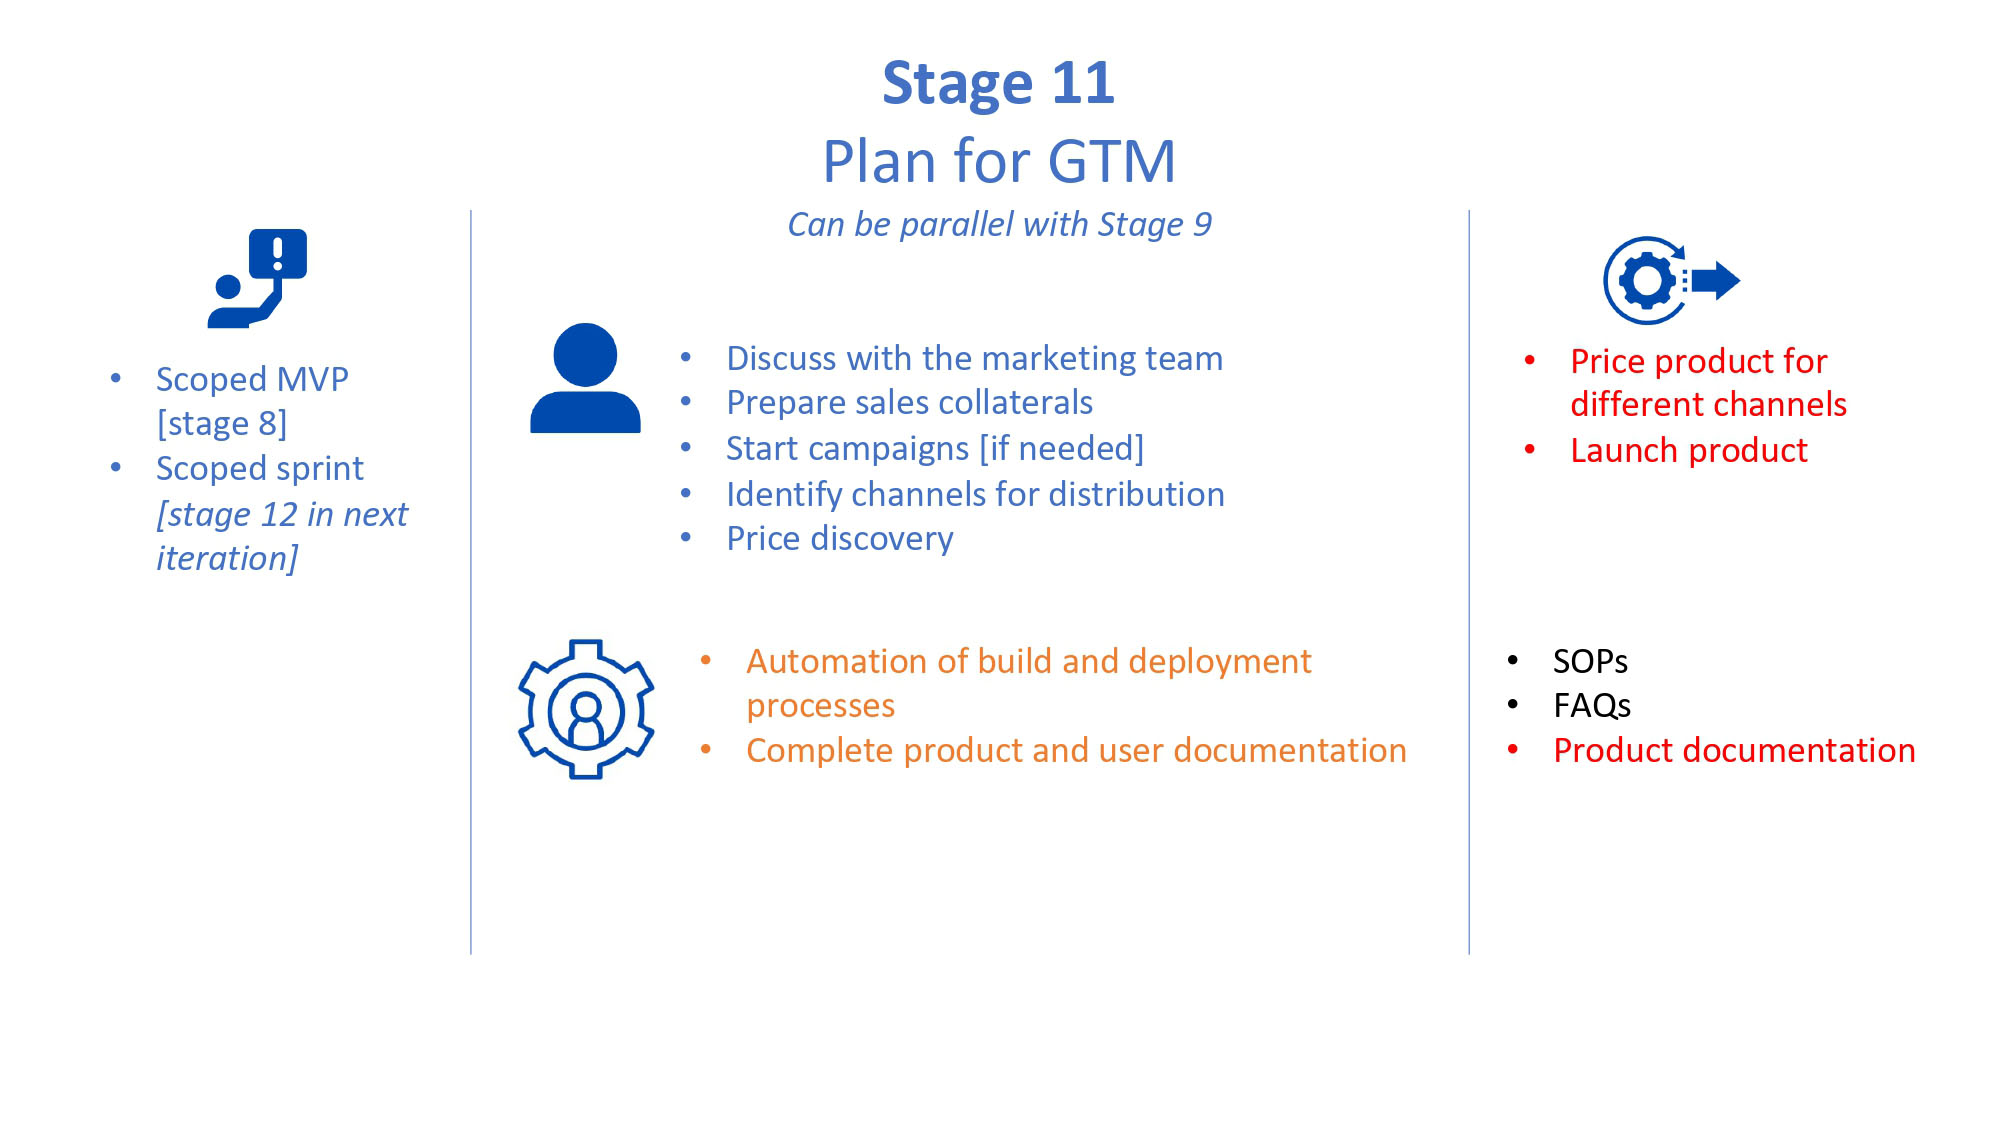 Stage 11
Plan for GTM
Can be parallel with Stage 9
• Scoped MVP
[stage 8]
• Scoped sprint
[stage 12 in next
iteration]
• Discuss with the marketing team
• Prepare sales collaterals
• Start campaigns [if needed]
• Identify channels for distribution
• Price discovery
• Automation of build and deployment
processes
• Complete product and user documentation
• Price product for
different channels
• Launch product
• SOPs
• FAQs
• Product documentation